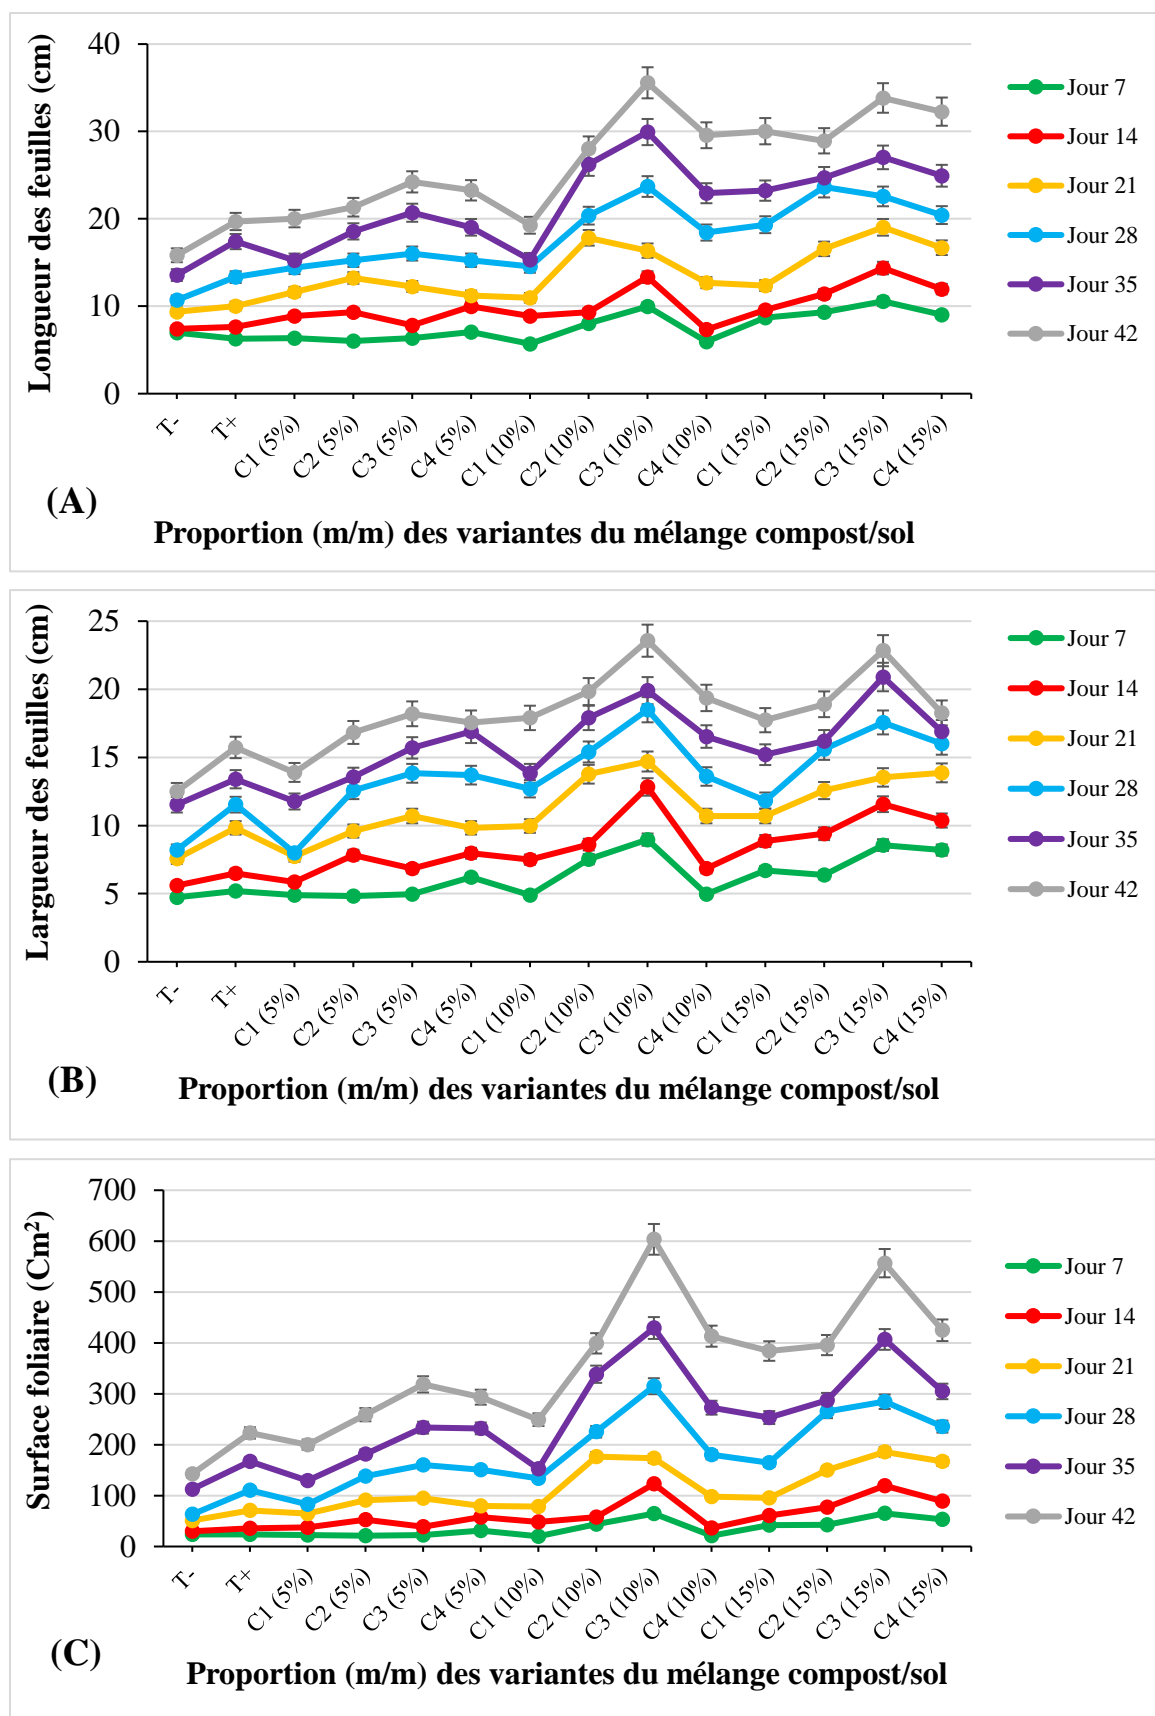 Longueur des feuilles (cm)
40
30
20
10
0
T-
T+
C1 (5%)
C2 (5%)
C3 (5%)
C4 (5%)
C1 (10%)
C2 (10%)
C3 (10%)
C4 (10%)
C1 (15%)
C2 (15%)
C3 (15%)
C4 (15%)
Jour 7
Jour 14
Jour 21
Jour 28
Jour 35
Jour 42
(A)
Proportion (m/m) des variantes du mélange compost/sol
Largueur des feuilles (cm)
25
20
15
10
5
0
T-
T+
C1 (5%)
C2 (5%)
C3 (5%)
C4 (5%)
C1 (10%)
C2 (10%)
C3 (10%)
C4 (10%)
C1 (15%)
C2 (15%)
C3 (15%)
C4 (15%)
Jour 7
Jour 14
Jour 21
Jour 28
Jour 35
Jour 42
(B)
Proportion (m/m) des variantes du mélange compost/sol
Surface foliaire (Cm²)
700
600
500
400
300
200
100
0
T-
T+
C1 (5%)
C2 (5%)
C3 (5%)
C4 (5%)
C1 (10%)
C2 (10%)
C3 (10%)
C4 (10%)
C1 (15%)
C2 (15%)
C3 (15%)
C4 (15%)
Jour 7
Jour 14
Jour 21
Jour 28
Jour 35
Jour 42
(C)
Proportion (m/m) des variantes du mélange compost/sol